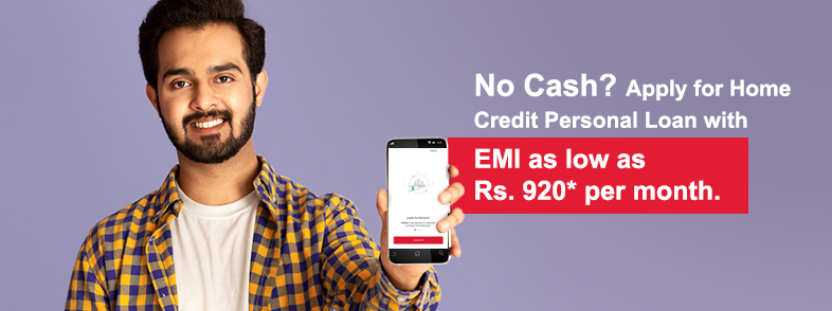 No Cash? Apply for Home
Credit Personal Loan with
EMI as low as
Rs. 920* per month.